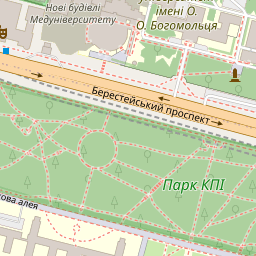 Нові будівлі
Медуніверситету
імені О.
О. Богомольця
Берестейський проспект
Парк КПІ
ова алея